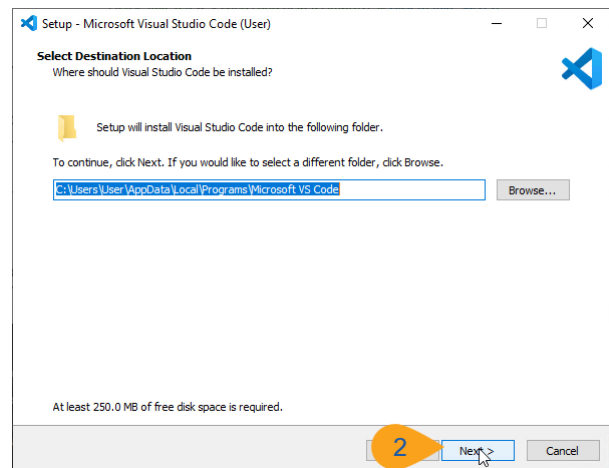 Setup - Microsoft Visual Studio Code (User)
Select Destination Location
Where should Visual Studio Code be installed?
Setup will install Visual Studio Code into the following folder.
To continue, click Next. If you would like to select a different folder, click Browse.
C:\Users\User\AppData\Local\Programs\Microsoft VS Code
Browse...
At least 250.0 MB of free disk space is required.
2
Next >
Cancel